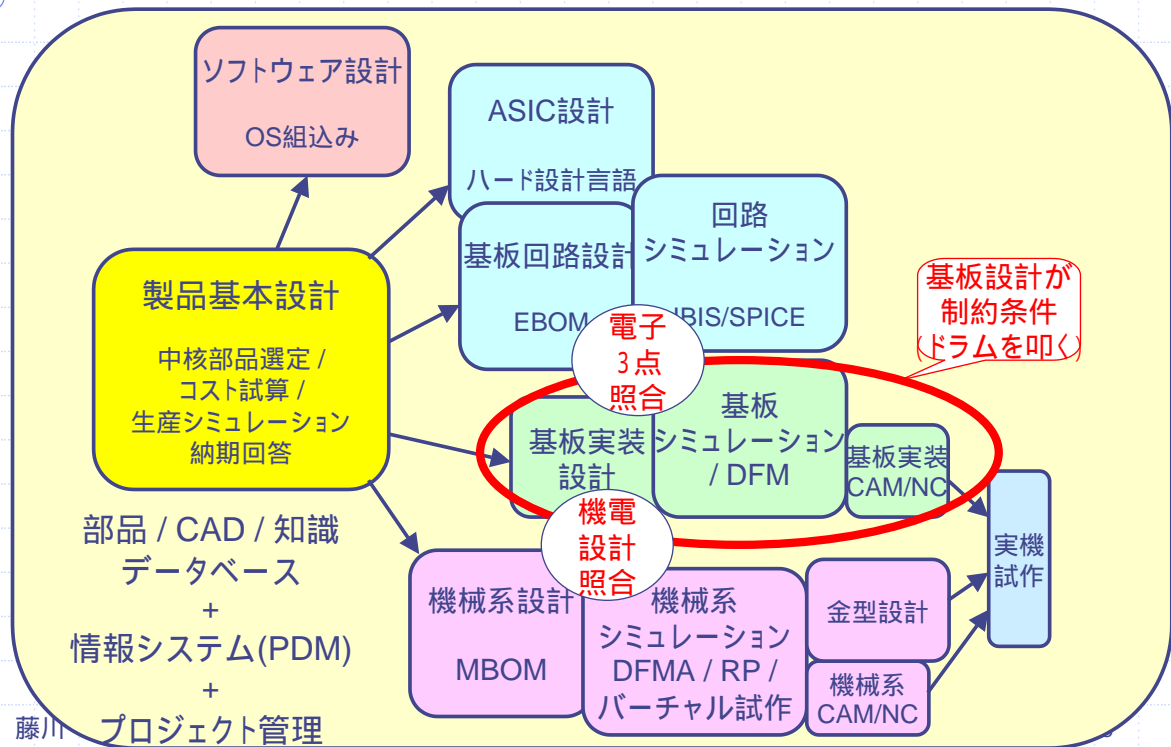 ソフトウェア設計
OS組込み
ASIC設計
ハード設計言語
基板回路設計
EBOM
回路
シミュレーション
IBIS/SPICE
製品基本設計
中核部品選定 /
コスト試算 /
生産シミュレーション
納期回答
電子
3点
照合
基板設計が
制約条件
(ドラムを叩く)
基板実装
設計
基板
シミュレーション
/ DFM
基板実装
CAM/NC
機電
設計
照合
実機
試作
機械系設計
MBOM
機械系
シミュレーション
DFMA / RP /
バーチャル試作
金型設計
機械系
CAM/NC
部品 / CAD / 知識
データベース
+
情報システム(PDM)
+
プロジェクト管理
藤川